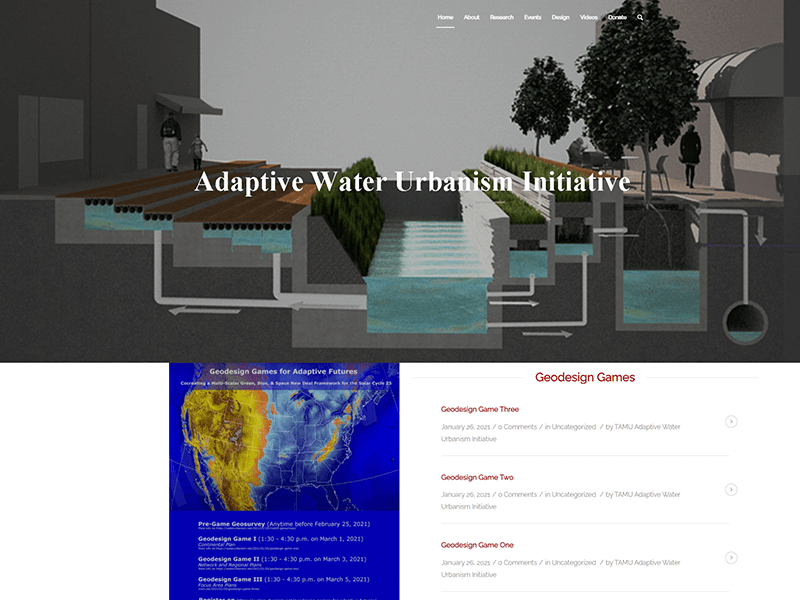 Home About Research Events Design Videos Donate
Adaptive Water Urbanism Initiative
Geodesign Games for Adaptive Futures
Cocreating a Multi-Scalar Green, Blue, & Space New Deal Framework for the Solar Cycle 25
Pre-Game Geosurvey (Anytime before February 25, 2021)
Geodesign Game I (1:30 - 4:30 p.m. on March 1, 2021)
Continental Plan
Geodesign Game II (1:30 - 4:30 p.m. on March 3, 2021)
Network and Regional Plans
Geodesign Game III (1:30 - 4:30 p.m. on March 5, 2021)
Focus Area Plans
Geodesign Games
Geodesign Game Three
January 26, 2021 / 0 Comments / in Uncategorized / by TAMU Adaptive Water
Urbanism Initiative
Geodesign Game Two
January 26, 2021 / 0 Comments / in Uncategorized / by TAMU Adaptive Water
Urbanism Initiative
Geodesign Game One
January 26, 2021 / 0 Comments / in Uncategorized / by TAMU Adaptive Water
Urbanism Initiative